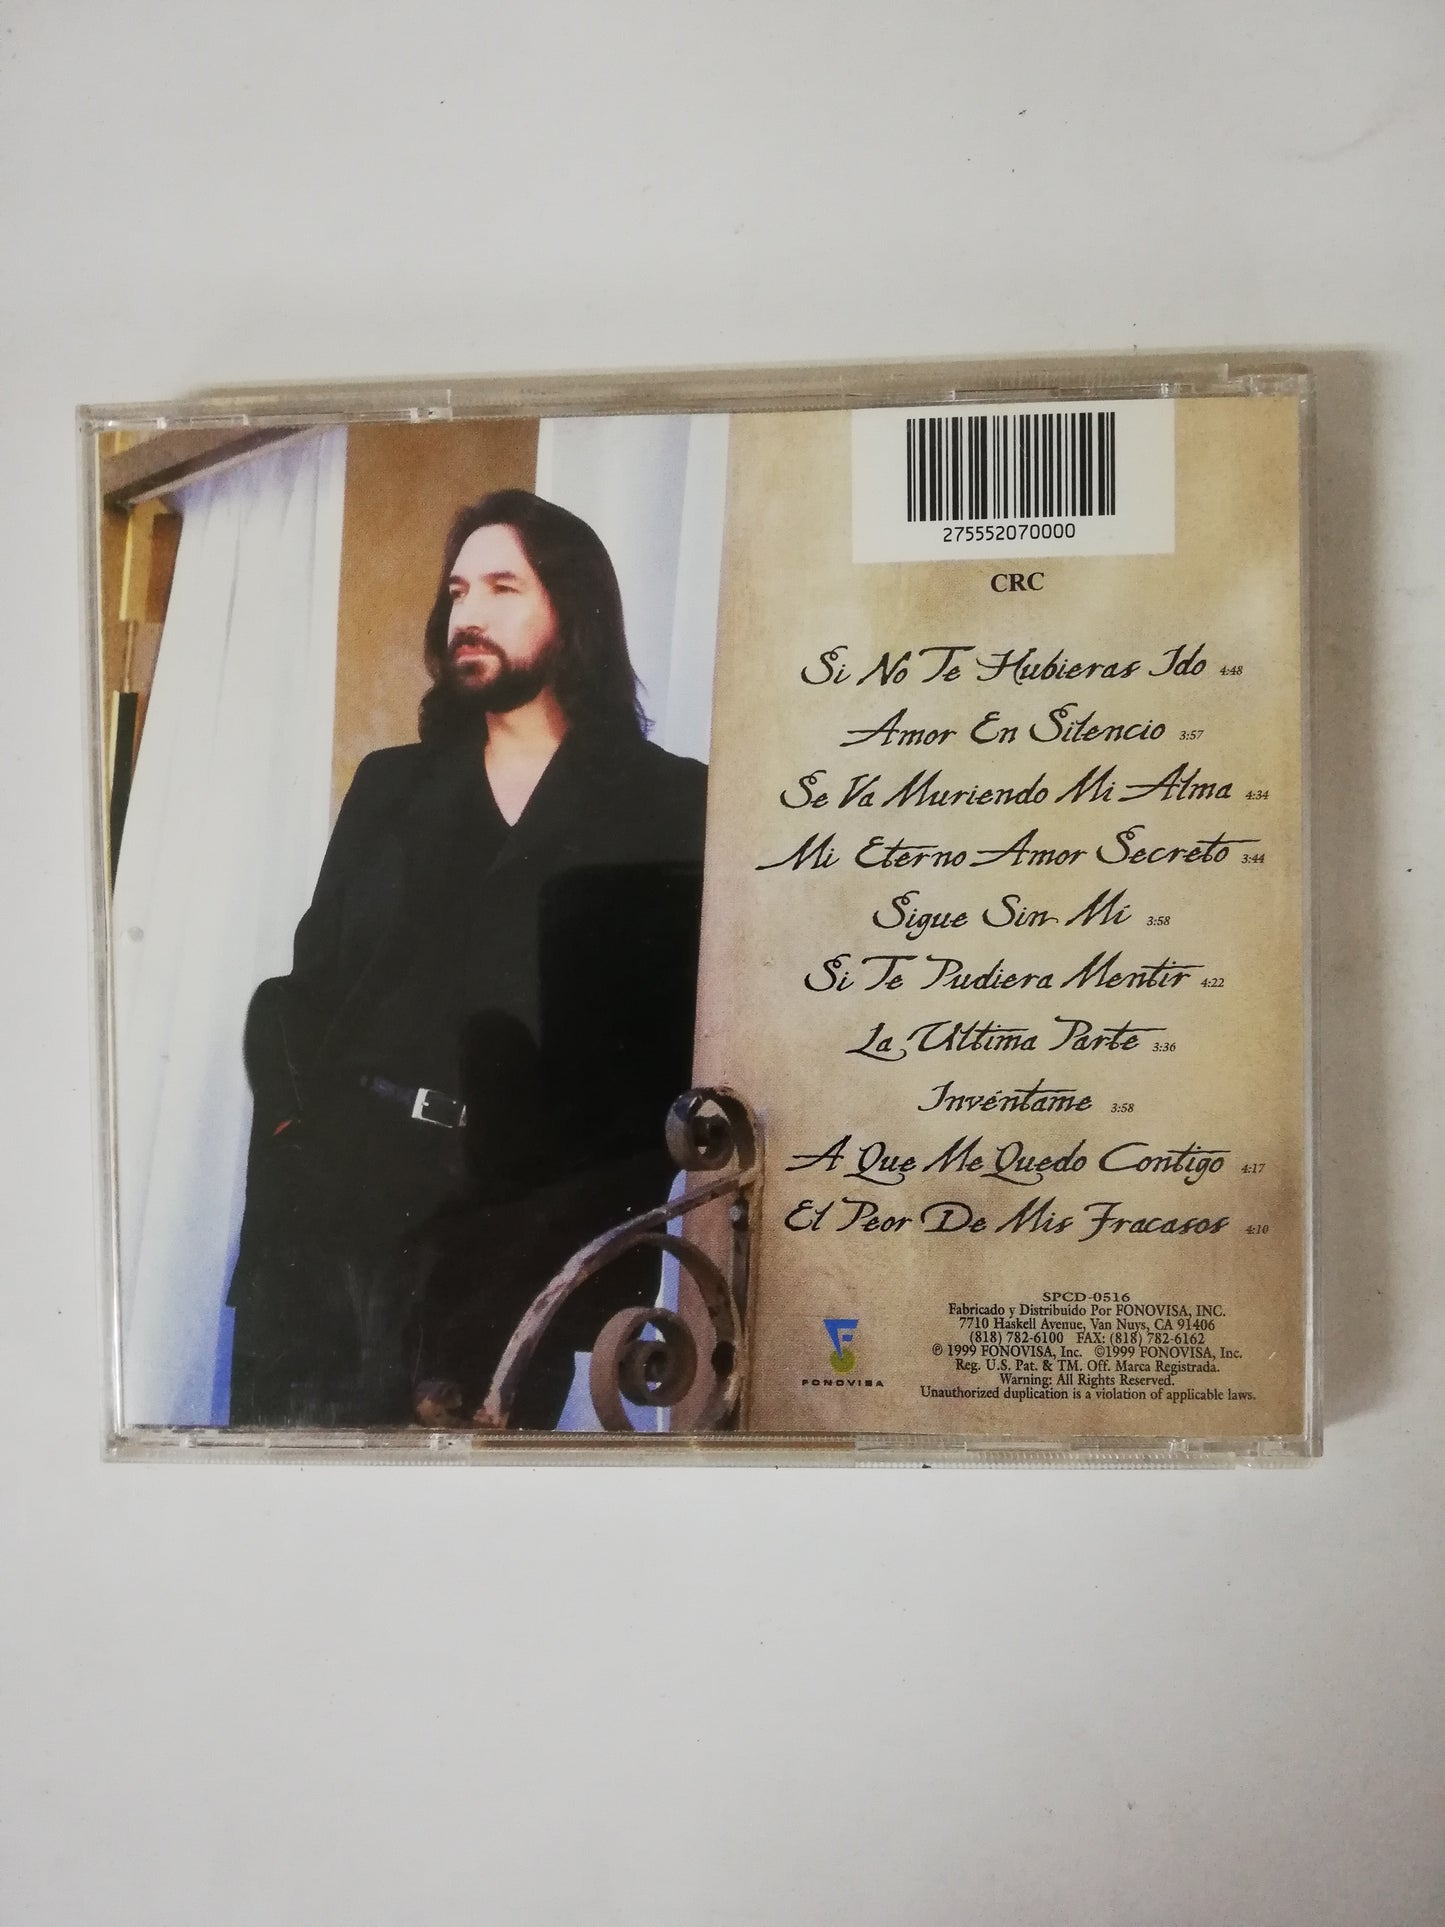 275552070000
CRC
Si No Te Hubieras Ido 4:48
Amor En Silencio 3:57
Se Va Muriendo Mi Alma 4:34
Mi Eterno Amor Secreto 3:44
Sigue Sin Mí 3:58
Si Te Pudiera Mentir 4:22
La Ultima Parte 3:36
Invéntame 3:58
A Que Me Quedo Contigo 4:17
El Peor De Mis Fracasos 4:10
SPCD-0516
Fabricado y Distribuido Por FONOVISA, INC.
7710 Haskell Avenue, Van Nuys, CA 91406
(818) 782-6100 FAX: (818) 782-6162
℗ 1999 FONOVISA, Inc. ©1999 FONOVISA, Inc.
Reg. U.S. Pat. & TM. Off. Marca Registrada.
Warning: All Rights Reserved.
Unauthorized duplication is a violation of applicable laws.
F
FONOVISA